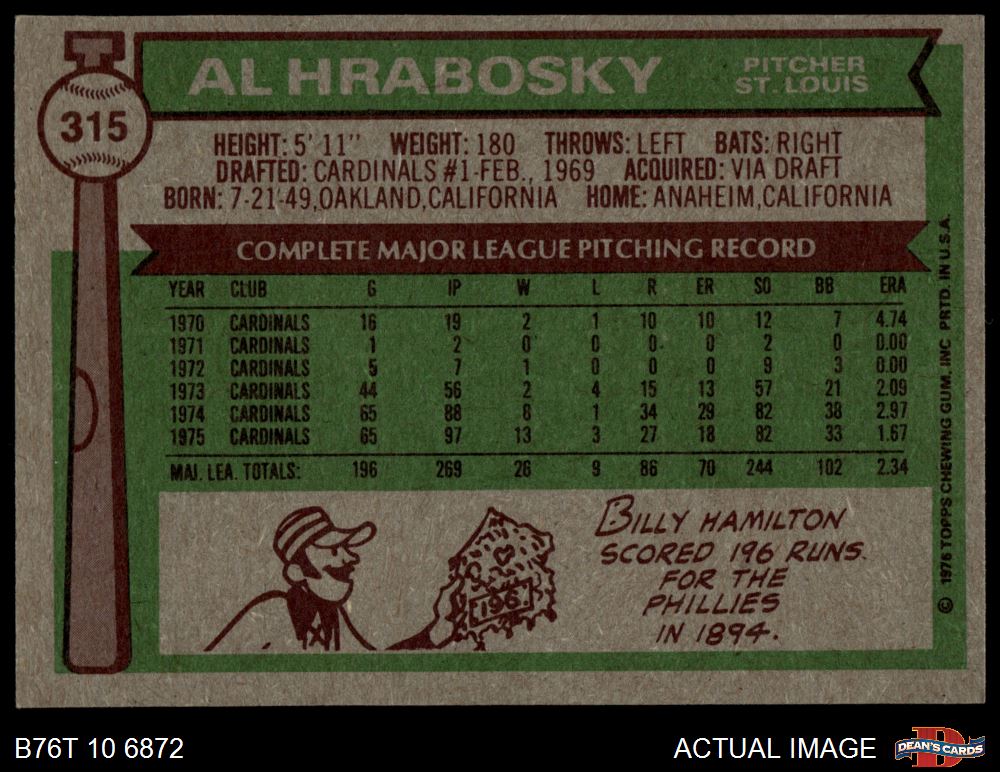 315
AL HRABOSKY
PITCHER
ST. LOUIS
HEIGHT: 5' 11" WEIGHT: 180 THROWS: LEFT BATS: RIGHT
DRAFTED: CARDINALS #1-FEB., 1969 ACQUIRED: VIA DRAFT
BORN: 7-21-49, OAKLAND, CALIFORNIA HOME: ANAHEIM, CALIFORNIA
COMPLETE MAJOR LEAGUE PITCHING RECORD
YEAR CLUB G IP W L R ER SO BB ERA
1970 CARDINALS 16 19 2 1 10 10 12 7 4.74
1971 CARDINALS 1 2 0 0 0 0 2 0 0.00
1972 CARDINALS 5 7 1 0 0 0 9 3 0.00
1973 CARDINALS 44 56 2 4 15 13 57 21 2.09
1974 CARDINALS 65 88 8 1 34 29 82 38 2.97
1975 CARDINALS 65 97 13 3 27 18 82 33 1.67
MAJ. LEA. TOTALS: 196 269 26 9 86 70 244 102 2.34
196
BILLY HAMILTON
SCORED 196 RUNS
FOR THE
PHILLIES
IN 1894.
© 1976 TOPPS CHEWING GUM, INC PRTD. IN U.S.A.
B76T 10 6872
ACTUAL IMAGE
D
DEAN'S CARDS